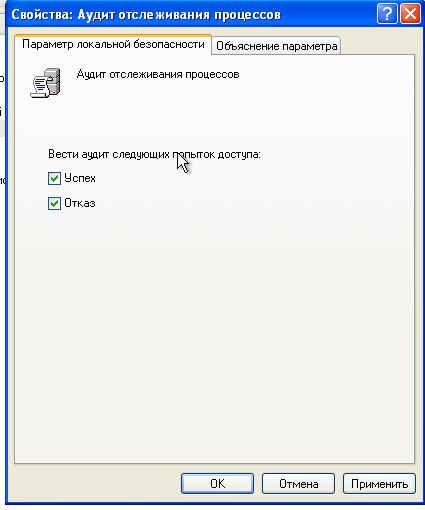 Свойства: Аудит отслеживания процессов
Параметр локальной безопасности
Объяснение параметра
Аудит отслеживания процессов
Вести аудит следующих попыток доступа:
Успех
Отказ
OK
Отмена
Применить